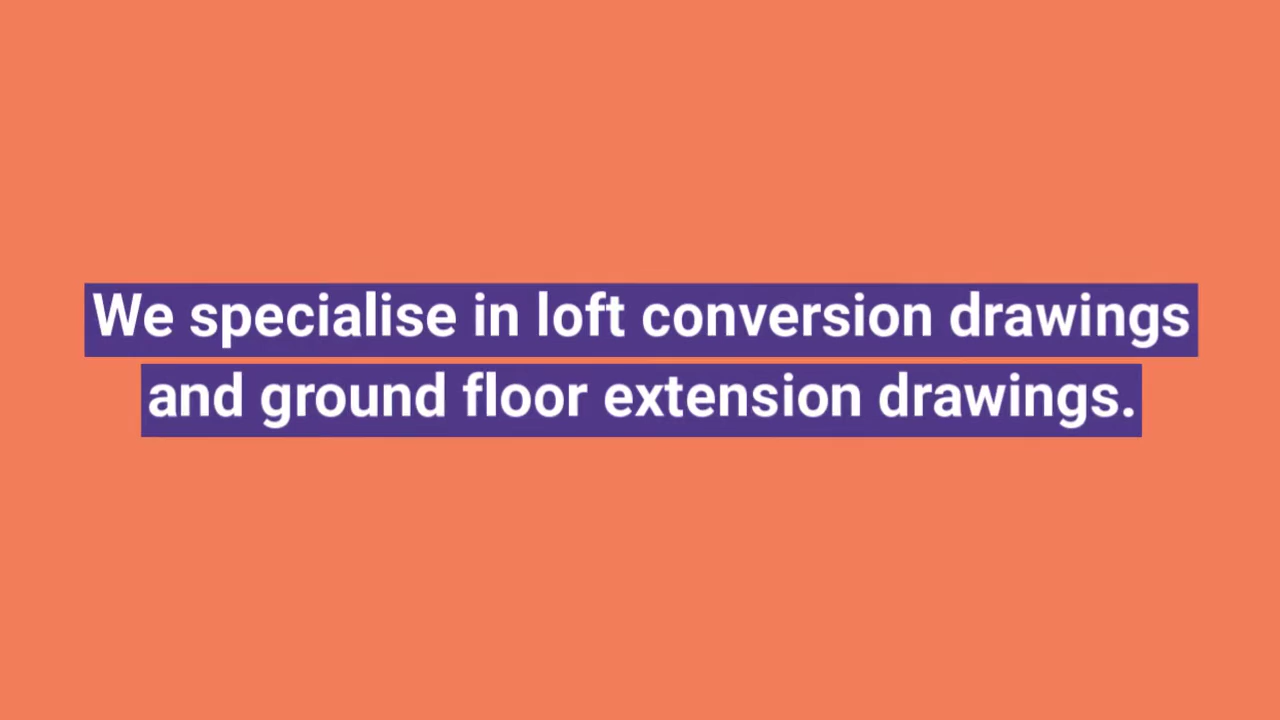 We specialise in loft conversion drawings
and ground floor extension drawings.